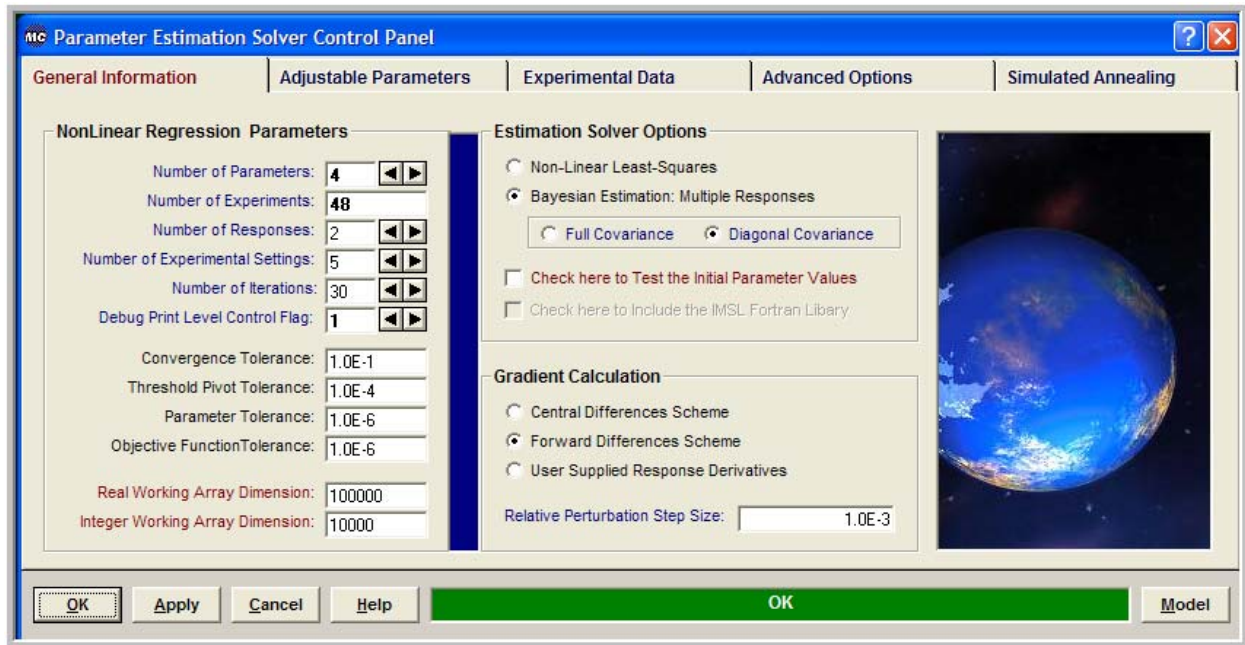 MC Parameter Estimation Solver Control Panel
General Information
Adjustable Parameters
Experimental Data
Advanced Options
Simulated Annealing
NonLinear Regression Parameters
Number of Parameters: 4
Number of Experiments: 48
Number of Responses: 2
Number of Experimental Settings: 5
Number of Iterations: 30
Debug Print Level Control Flag: 1
Convergence Tolerance: 1.0E-1
Threshold Pivot Tolerance: 1.0E-4
Parameter Tolerance: 1.0E-6
Objective FunctionTolerance: 1.0E-6
Real Working Array Dimension: 100000
Integer Working Array Dimension: 10000
Estimation Solver Options
Non-Linear Least-Squares
Bayesian Estimation: Multiple Responses
Full Covariance
Diagonal Covariance
Check here to Test the Initial Parameter Values
Check here to Include the IMSL Fortran Libary
Gradient Calculation
Central Differences Scheme
Forward Differences Scheme
User Supplied Response Derivatives
Relative Perturbation Step Size: 1.0E-3
OK
Apply
Cancel
Help
OK
Model